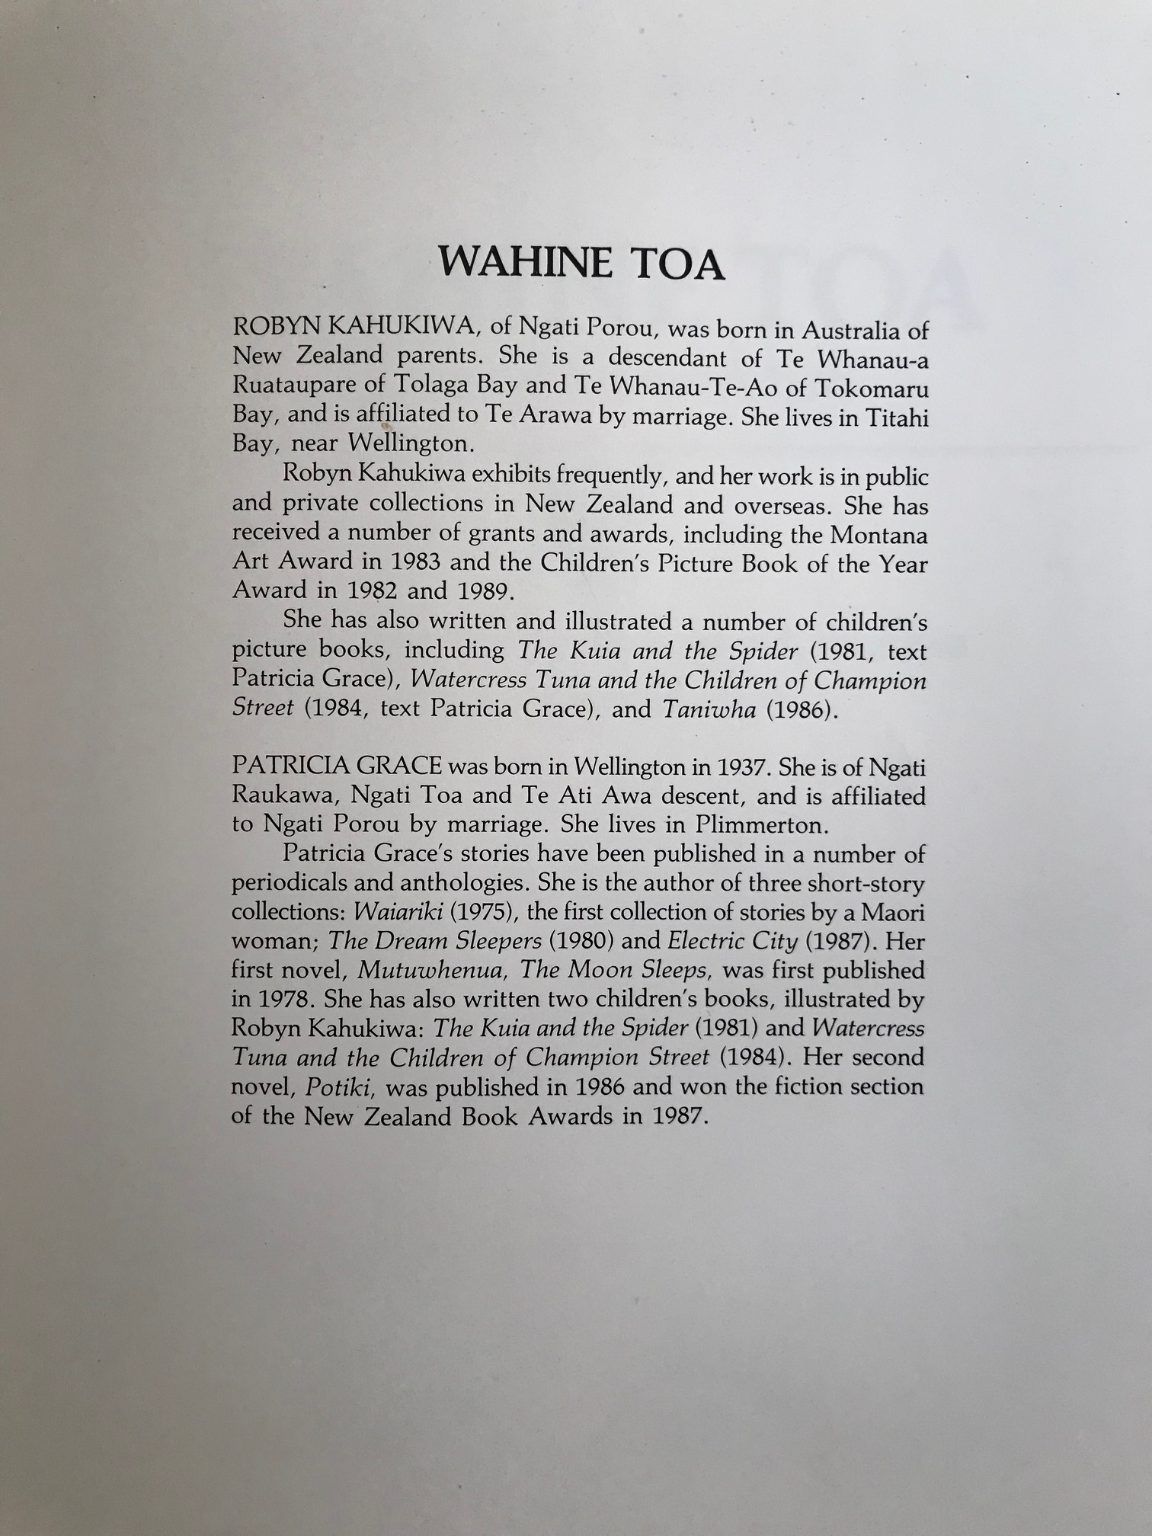 WAHINE TOA
ROBYN KAHUKIWA, of Ngati Porou, was born in Australia of
New Zealand parents. She is a descendant of Te Whanau-a
Ruataupare of Tolaga Bay and Te Whanau-Te-Ao of Tokomaru
Bay, and is affiliated to Te Arawa by marriage. She lives in Titahi
Bay, near Wellington.
Robyn Kahukiwa exhibits frequently, and her work is in public
and private collections in New Zealand and overseas. She has
received a number of grants and awards, including the Montana
Art Award in 1983 and the Children's Picture Book of the Year
Award in 1982 and 1989.
She has also written and illustrated a number of children's
picture books, including The Kuia and the Spider (1981, text
Patricia Grace), Watercress Tuna and the Children of Champion
Street (1984, text Patricia Grace), and Taniwha (1986).
PATRICIA GRACE was born in Wellington in 1937. She is of Ngati
Raukawa, Ngati Toa and Te Ati Awa descent, and is affiliated
to Ngati Porou by marriage. She lives in Plimmerton.
Patricia Grace's stories have been published in a number of
periodicals and anthologies. She is the author of three short-story
collections: Waiariki (1975), the first collection of stories by a Maori
woman; The Dream Sleepers (1980) and Electric City (1987). Her
first novel, Mutuwhenua, The Moon Sleeps, was first published
in 1978. She has also written two children's books, illustrated by
Robyn Kahukiwa: The Kuia and the Spider (1981) and Watercress
Tuna and the Children of Champion Street (1984). Her second
novel, Potiki, was published in 1986 and won the fiction section
of the New Zealand Book Awards in 1987.